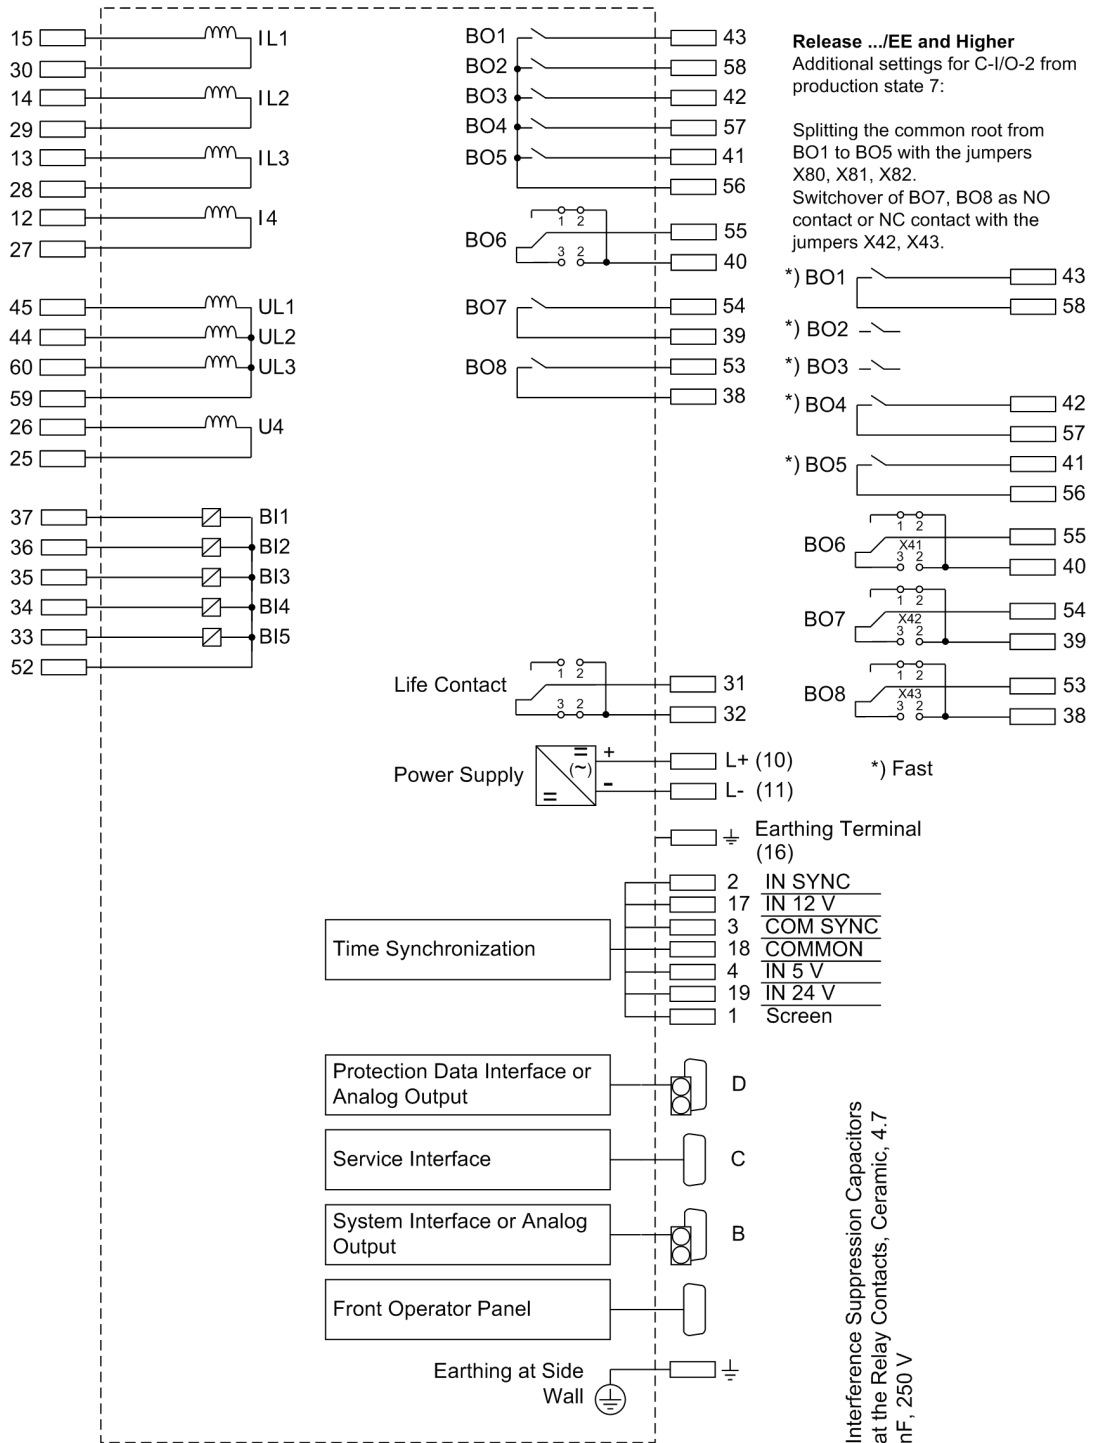 15 IL1
30
14 IL2
29
13 IL3
28
12 I4
27
45 UL1
44 UL2
60 UL3
59
26 U4
25
37 BI1
36 BI2
35 BI3
34 BI4
33 BI5
52
BO1 43
BO2 58
BO3 42
BO4 57
BO5 41
56
1 2
BO6 55
3 2
40
BO7 54
39
BO8 53
38
1 2
Life Contact 31
3 2
32
Power Supply = (~) = + -
L+ (10)
L- (11)
Earthing Terminal
(16)
2 IN SYNC
17 IN 12 V
3 COM SYNC
Time Synchronization
18 COMMON
4 IN 5 V
19 IN 24 V
1 Screen
Protection Data Interface or
Analog Output
D
Service Interface
C
System Interface or Analog
Output
B
Front Operator Panel
Earthing at Side
Wall
Release .../EE and Higher
Additional settings for C-I/O-2 from
production state 7:
Splitting the common root from
BO1 to BO5 with the jumpers
X80, X81, X82.
Switchover of BO7, BO8 as NO
contact or NC contact with the
jumpers X42, X43.
*) BO1 43
58
*) BO2
*) BO3
*) BO4 42
57
*) BO5 41
56
1 2
BO6 X41 55
3 2
40
1 2
BO7 X42 54
3 2
39
1 2
BO8 X43 53
3 2
38
*) Fast
Interference Suppression Capacitors
at the Relay Contacts, Ceramic, 4.7
nF, 250 V